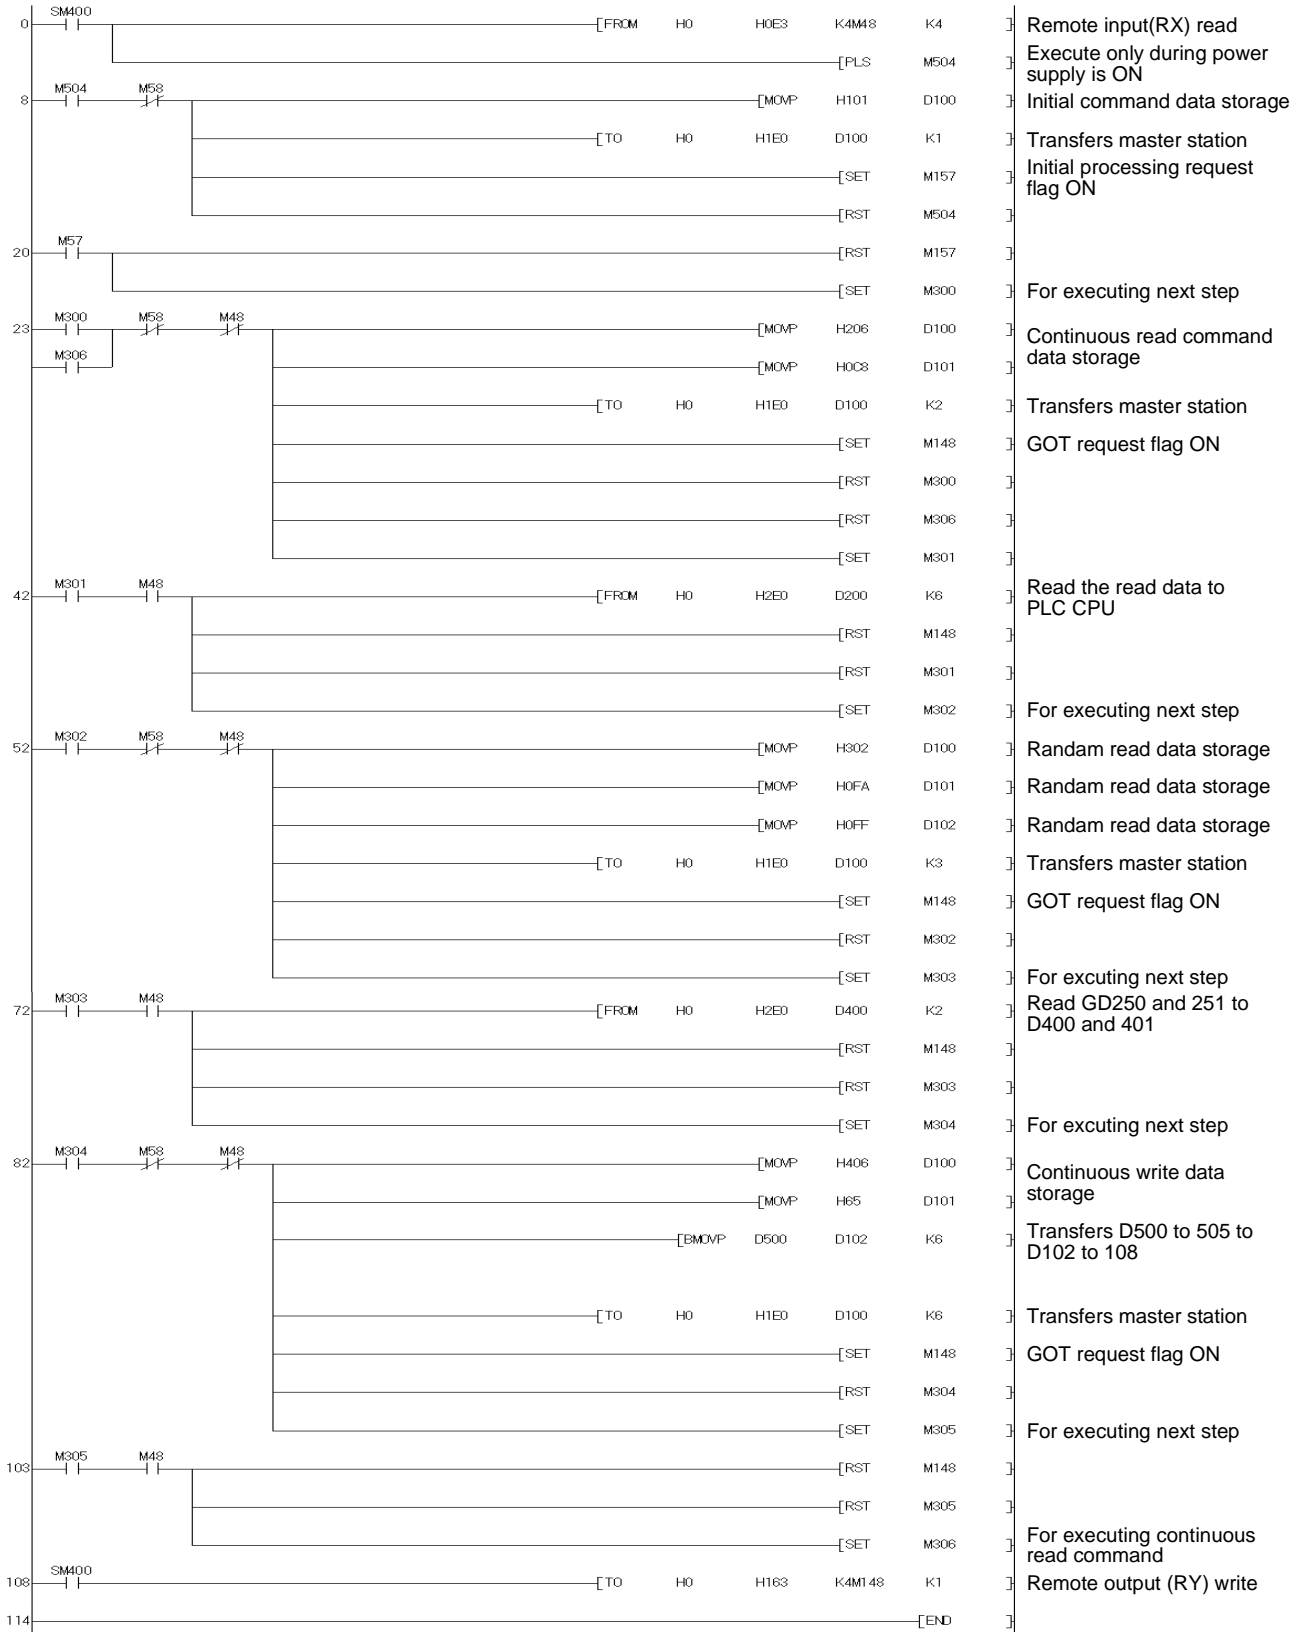 SM400
0 [FROM H0 H0E3 K4M48 K4 ] Remote input(RX) read
[PLS M504 ] Execute only during power
supply is ON
M504 M58
8 [MOVP H101 D100 ] Initial command data storage
[TO H0 H1E0 D100 K1 ] Transfers master station
[SET M157 ] Initial processing request
flag ON
[RST M504 ]
M57
20 [RST M157 ]
[SET M300 ] For executing next step
M300 M58 M48
23 [MOVP H206 D100 ] Continuous read command
data storage
M306
[MOVP H0C8 D101 ]
[TO H0 H1E0 D100 K2 ] Transfers master station
[SET M148 ] GOT request flag ON
[RST M300 ]
[RST M306 ]
[SET M301 ]
M301 M48
42 [FROM H0 H2E0 D200 K6 ] Read the read data to
PLC CPU
[RST M148 ]
[RST M301 ]
[SET M302 ] For executing next step
M302 M58 M48
52 [MOVP H302 D100 ] Randam read data storage
[MOVP H0FA D101 ] Randam read data storage
[MOVP H0FF D102 ] Randam read data storage
[TO H0 H1E0 D100 K3 ] Transfers master station
[SET M148 ] GOT request flag ON
[RST M302 ]
[SET M303 ] For excuting next step
M303 M48
72 [FROM H0 H2E0 D400 K2 ] Read GD250 and 251 to
D400 and 401
[RST M148 ]
[RST M303 ]
[SET M304 ] For excuting next step
M304 M58 M48
82 [MOVP H406 D100 ] Continuous write data
storage
[MOVP H65 D101 ]
[BMOVP D500 D102 K6 ] Transfers D500 to 505 to
D102 to 108
[TO H0 H1E0 D100 K6 ] Transfers master station
[SET M148 ] GOT request flag ON
[RST M304 ]
[SET M305 ] For executing next step
M305 M48
103 [RST M148 ]
[RST M305 ]
[SET M306 ] For executing continuous
read command
SM400
108 [TO H0 H163 K4M148 K1 ] Remote output (RY) write
114 [END ]